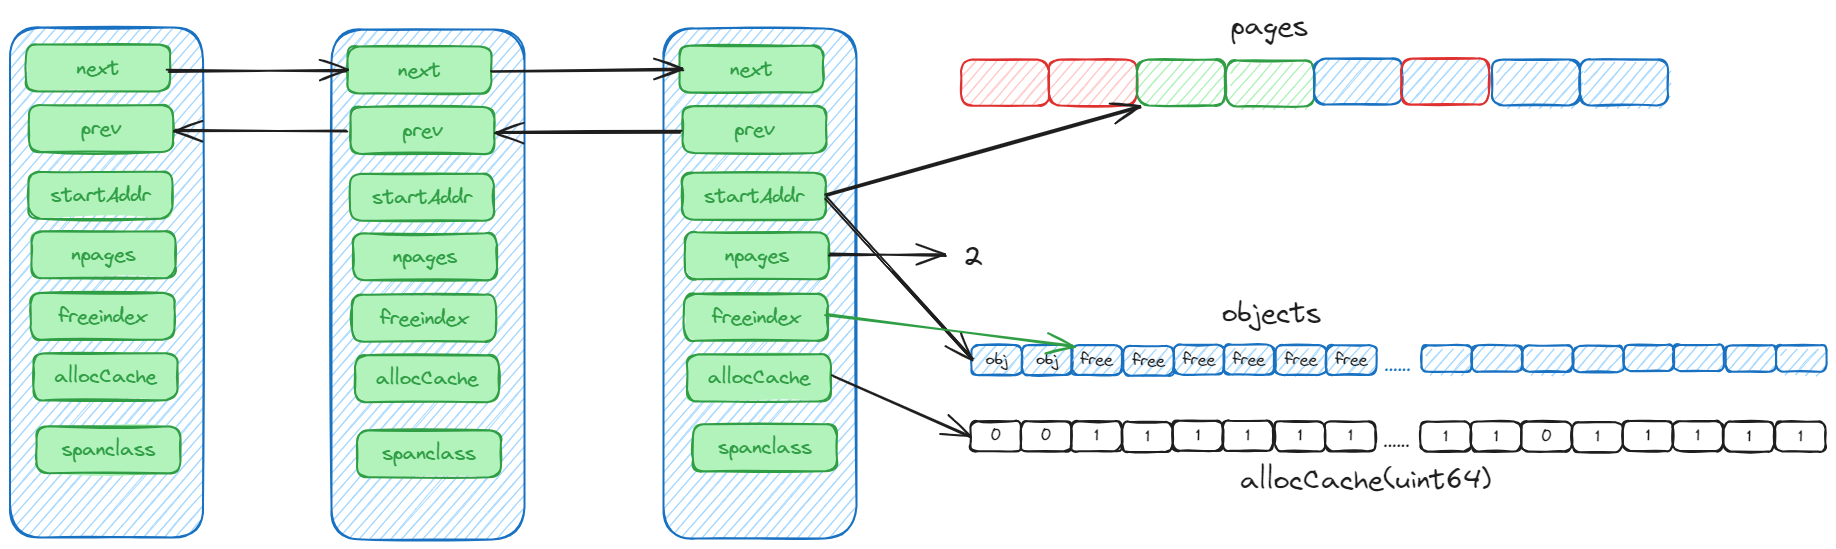 next
prev
startAddr
npages
freeindex
allocCache
spanclass
next
prev
startAddr
npages
freeindex
allocCache
spanclass
next
prev
startAddr
npages
freeindex
allocCache
spanclass
pages
2
objects
obj obj free free free free free free ......
0 0 1 1 1 1 1 1 ...... 1 1 0 1 1 1 1 1
allocCache(uint64)